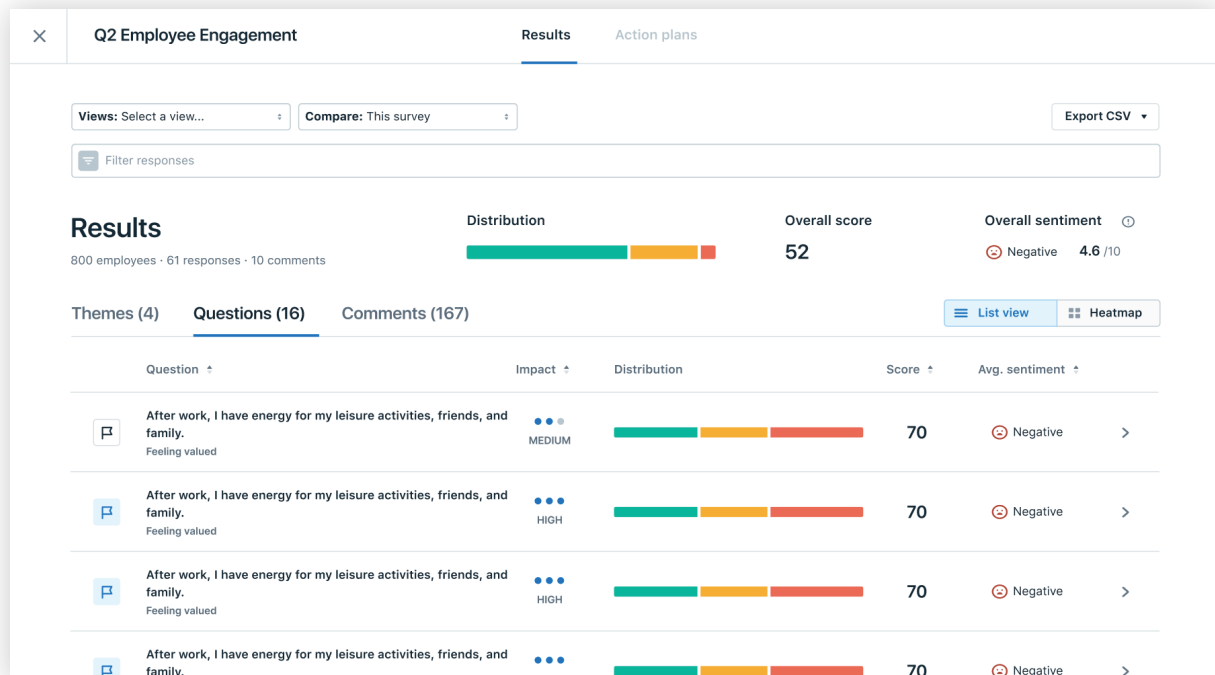 Q2 Employee Engagement
Results
Action plans
Views: Select a view...
Compare: This survey
Export CSV
Filter responses
Results
800 employees · 61 responses · 10 comments
Distribution
Overall score
52
Overall sentiment
Negative 4.6 /10
Themes (4)
Questions (16)
Comments (167)
List view
Heatmap
Question
Impact
Distribution
Score
Avg. sentiment
After work, I have energy for my leisure activities, friends, and
family.
Feeling valued
MEDIUM
70
Negative
After work, I have energy for my leisure activities, friends, and
family.
Feeling valued
HIGH
70
Negative
After work, I have energy for my leisure activities, friends, and
family.
Feeling valued
HIGH
70
Negative
After work, I have energy for my leisure activities, friends, and
family.
70
Negative